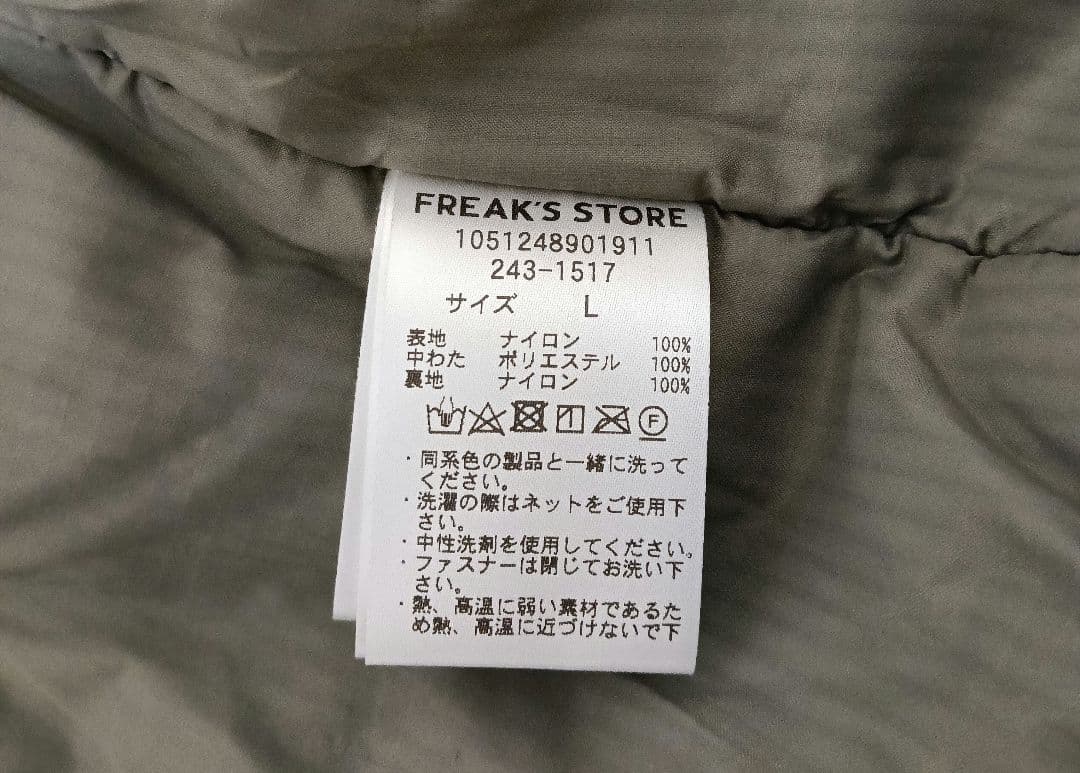 FREAK'S STORE
1051248901911
243-1517
サイズ L
表地 ナイロン 100%
中わた ポリエステル 100%
裏地 ナイロン 100%
F
・同系色の製品と一緒に洗って
ください。
・洗濯の際はネットをご使用下
さい。
・中性洗剤を使用してください。
・ファスナーは閉じてお洗い下
さい。
・熱、高温に弱い素材であるた
め熱、高温に近づけないで下